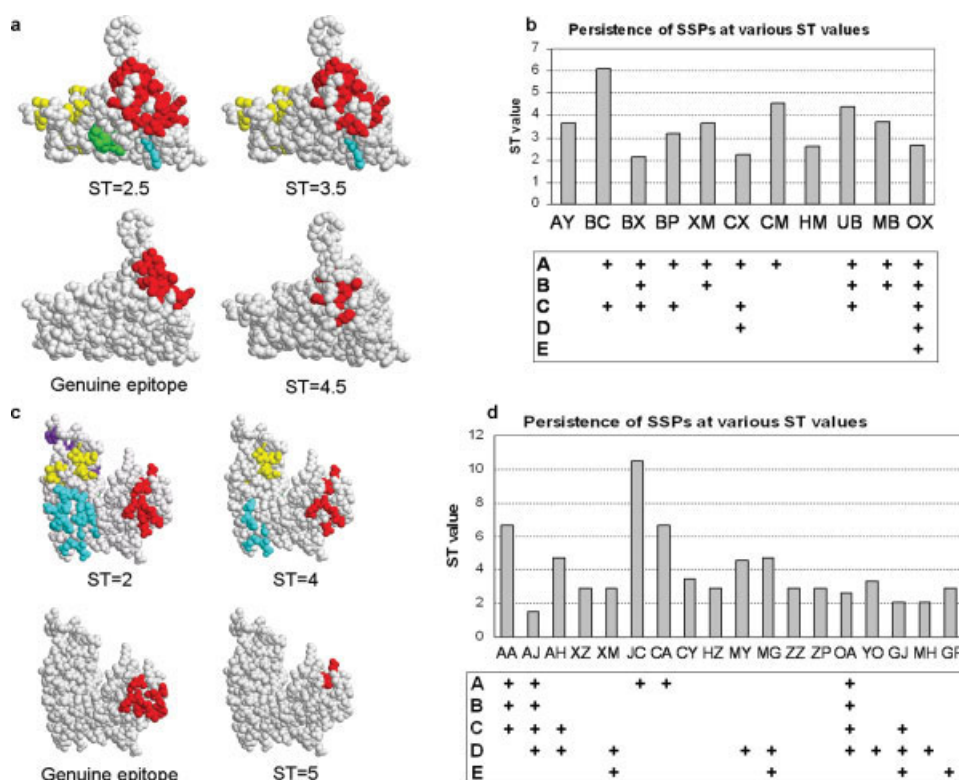 a
ST=2.5
ST=3.5
Genuine epitope
ST=4.5
b
Persistence of SSPs at various ST values
ST value
7
6
5
4
3
2
1
0
AY BC BX BP XM CX CM HM UB MB OX
A + + + + + + + + +
B + + + + +
C + + + + + +
D + +
E +
c
ST=2
ST=4
Genuine epitope
ST=5
d
Persistence of SSPs at various ST values
ST value
12
10
8
6
4
2
0
AA AJ AH XZ XM JC CA CY HZ MY MG ZZ ZP OA YO GJ MH
A + + + + +
B + + +
C + + + + +
D + + + + + + + + +
E + + + +